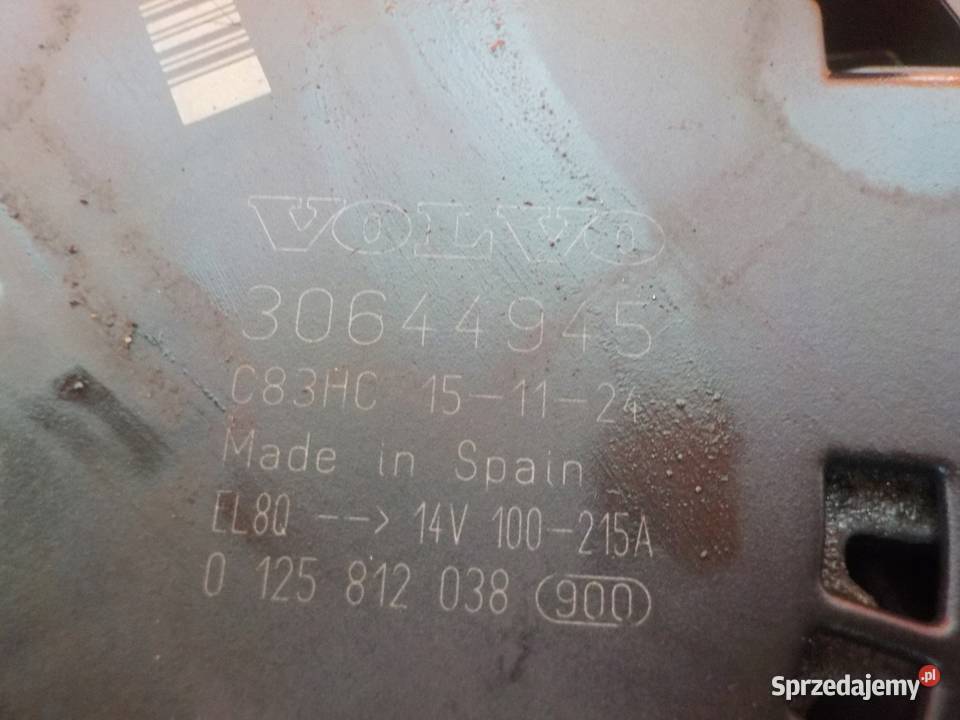 VOLVO
30644945
C83HC 15-11-24
Made in Spain
EL8Q --> 14V 100-215A
0 125 812 038 900
Sprzedajemy.pl